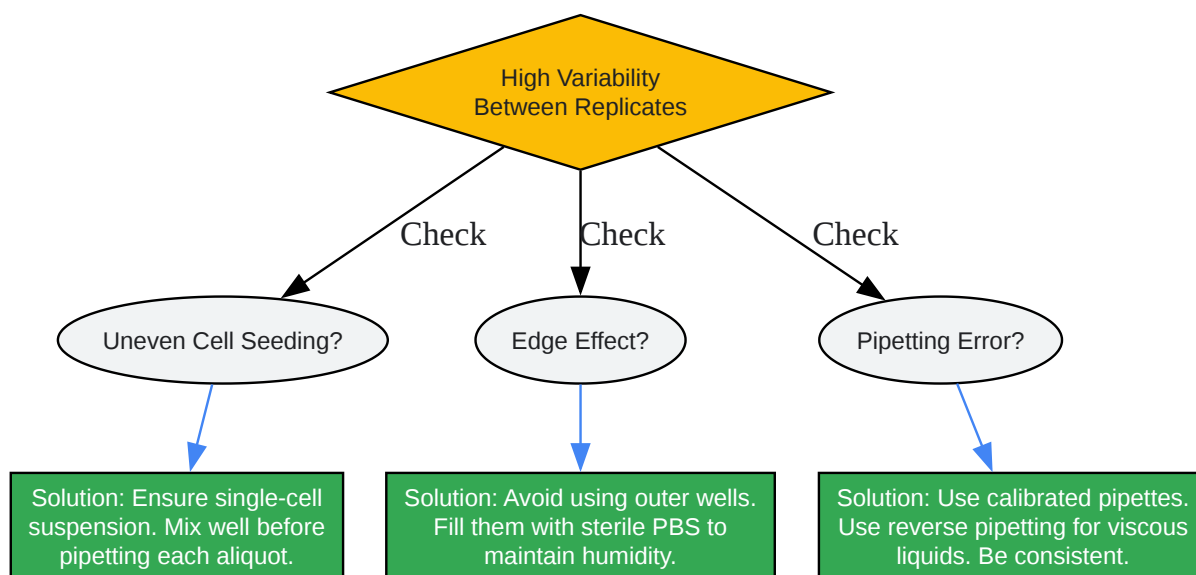 High Variability
Between Replicates
Check
Check
Check
Uneven Cell Seeding?
Edge Effect?
Pipetting Error?
Solution: Ensure single-cell
suspension. Mix well before
pipetting each aliquot.
Solution: Avoid using outer wells.
Fill them with sterile PBS to
maintain humidity.
Solution: Use calibrated pipettes.
Use reverse pipetting for viscous
liquids. Be consistent.